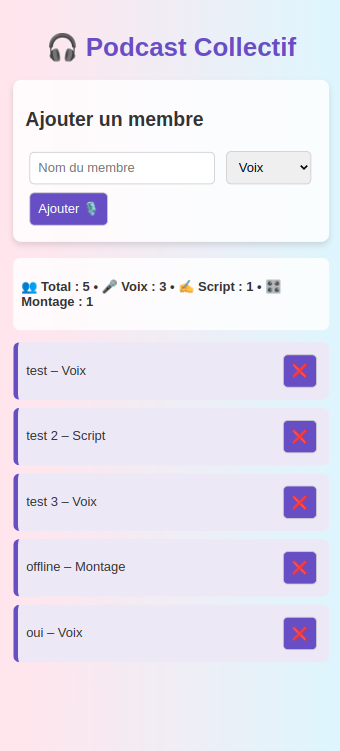 🎧 Podcast Collectif
Ajouter un membre
Nom du membre
Voix
Ajouter 🎙️
👥 Total : 5 • 🎤 Voix : 3 • ✍️ Script : 1 • 🎛️
Montage : 1
test – Voix
❌
test 2 – Script
❌
test 3 – Voix
❌
offline – Montage
❌
oui – Voix
❌